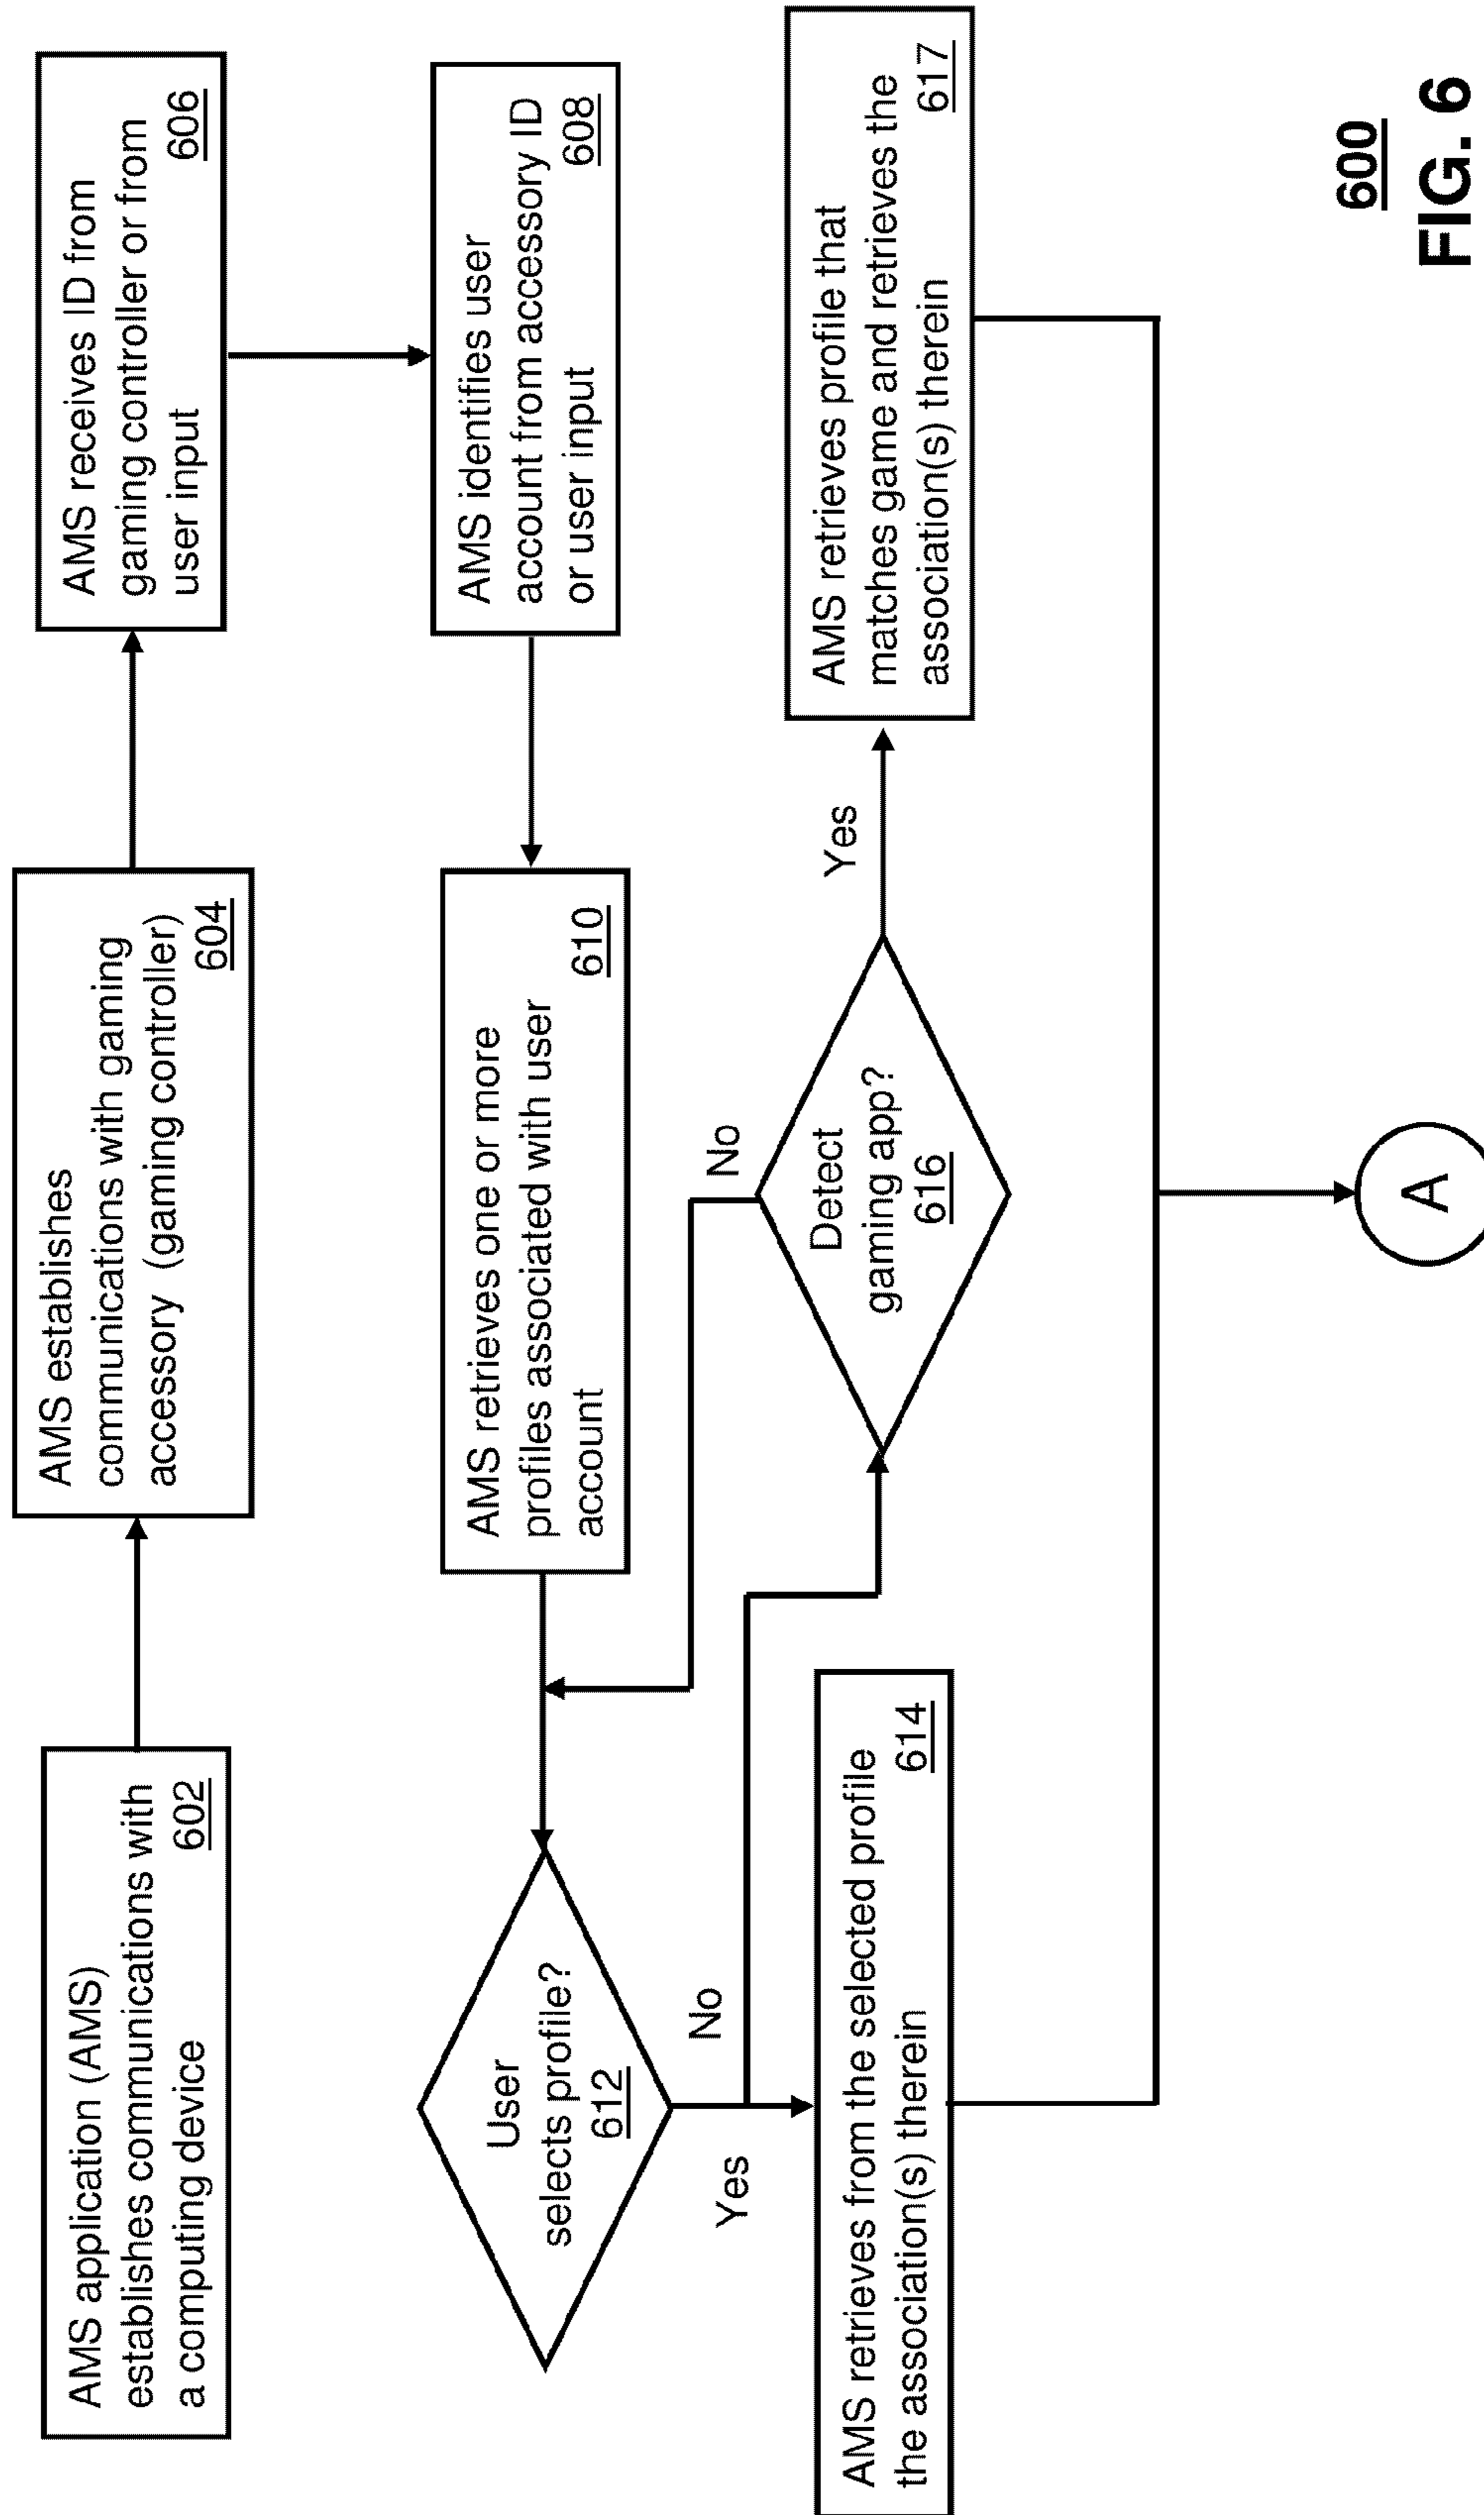 AMS application (AMS)
establishes communications with
a computing device
602
AMS establishes
communications with gaming
accessory (gaming controller)
604
AMS receives ID from
gaming controller or from
user input
606
AMS identifies user
account from accessory ID
or user input
608
AMS retrieves one or more
profiles associated with user
account
610
User
selects profile?
612
No
Yes
AMS retrieves from the selected profile
the association(s) therein
614
Detect
gaming app?
616
No
Yes
AMS retrieves profile that
matches game and retrieves the
association(s) therein
617
A
600
FIG. 6